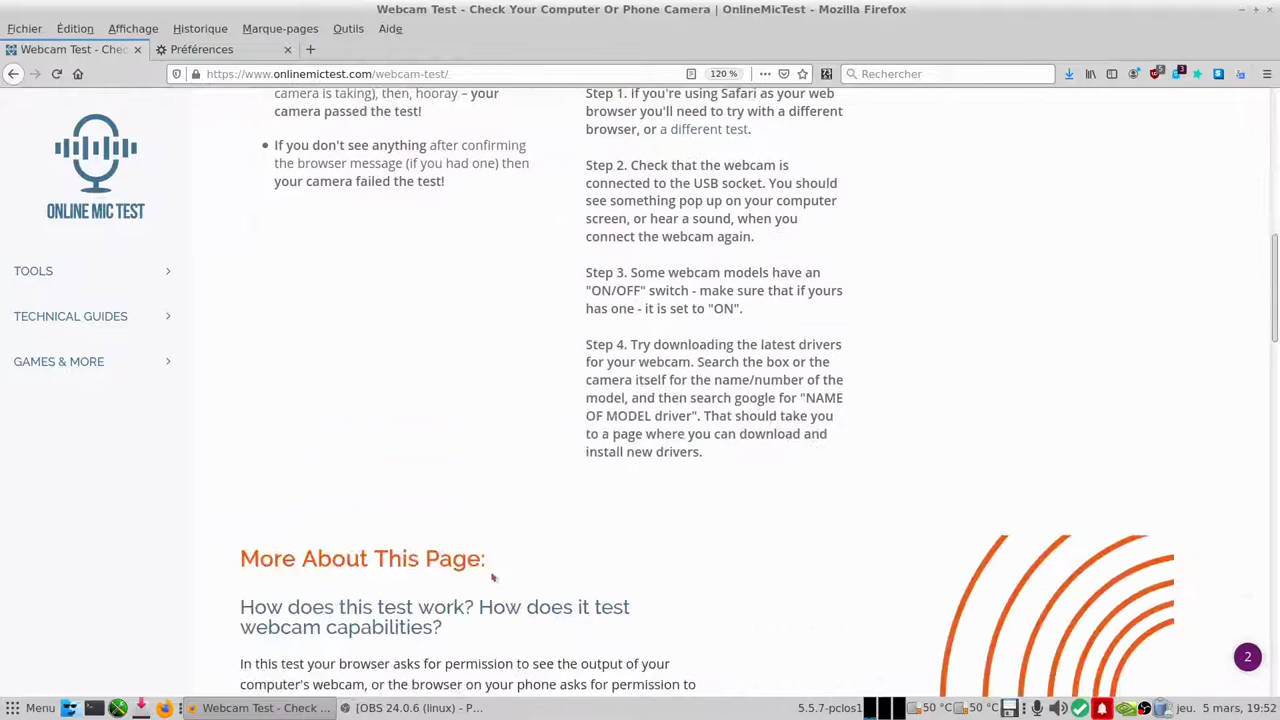 Webcam Test - Check Your Computer Or Phone Camera | OnlineMicTest - Mozilla Firefox
Fichier Édition Affichage Historique Marque-pages Outils Aide
Webcam Test - Chec Préférences
https://www.onlinemictest.com/webcam-test/ 120 % Rechercher
camera is taking), then, hooray – your
camera passed the test!
If you don't see anything after confirming
the browser message (if you had one) then
your camera failed the test!
Step 1. If you're using Safari as your web
browser you'll need to try with a different
browser, or a different test.
Step 2. Check that the webcam is
connected to the USB socket. You should
see something pop up on your computer
screen, or hear a sound, when you
connect the webcam again.
Step 3. Some webcam models have an
"ON/OFF" switch - make sure that if yours
has one - it is set to "ON".
Step 4. Try downloading the latest drivers
for your webcam. Search the box or the
camera itself for the name/number of the
model, and then search google for "NAME
OF MODEL driver". That should take you
to a page where you can download and
install new drivers.
ONLINE MIC TEST
TOOLS
TECHNICAL GUIDES
GAMES & MORE
More About This Page:
How does this test work? How does it test
webcam capabilities?
In this test your browser asks for permission to see the output of your
computer's webcam, or the browser on your phone asks for permission to
2
Menu Webcam Test - Check ... [OBS 24.0.6 (linux) - P... 5.5.7-pclos1 50 °C 50 °C jeu. 5 mars, 19:52